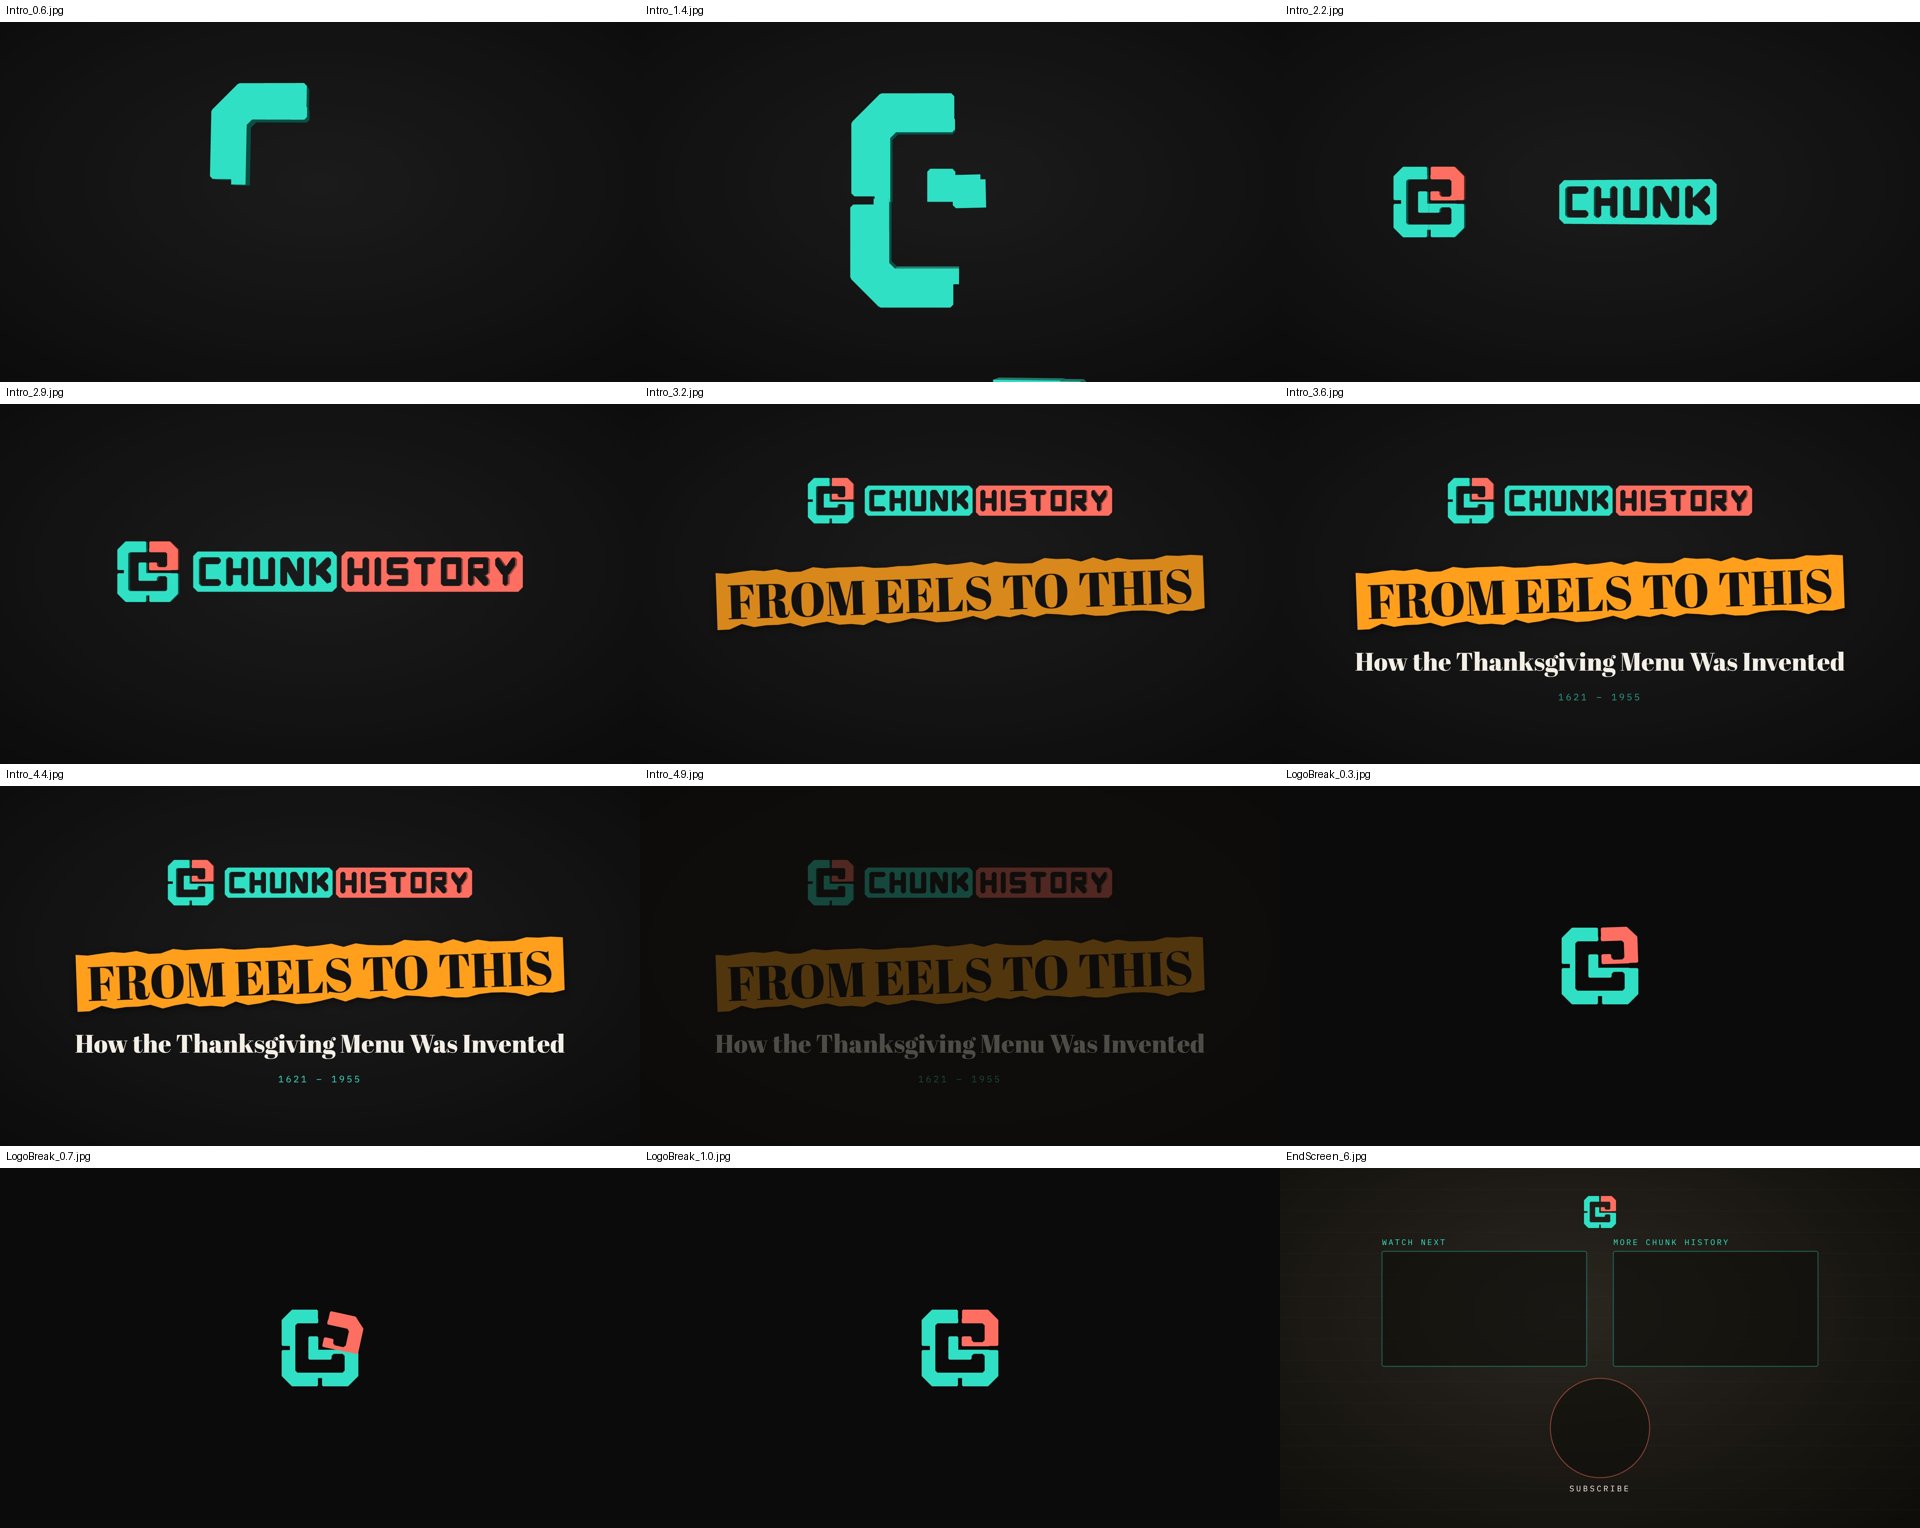 Intro_0.6.jpg
Intro_1.4.jpg
Intro_2.2.jpg
CHUNK
Intro_2.9.jpg
Intro_3.2.jpg
Intro_3.6.jpg
CHUNK HISTORY
CHUNK HISTORY
FROM EELS TO THIS
CHUNK HISTORY
FROM EELS TO THIS
How the Thanksgiving Menu Was Invented
1621 – 1955
Intro_4.4.jpg
Intro_4.9.jpg
LogoBreak_0.3.jpg
CHUNK HISTORY
FROM EELS TO THIS
How the Thanksgiving Menu Was Invented
1621 – 1955
CHUNK HISTORY
FROM EELS TO THIS
How the Thanksgiving Menu Was Invented
1621 – 1955
LogoBreak_0.7.jpg
LogoBreak_1.0.jpg
EndScreen_6.jpg
WATCH NEXT
MORE CHUNK HISTORY
SUBSCRIBE